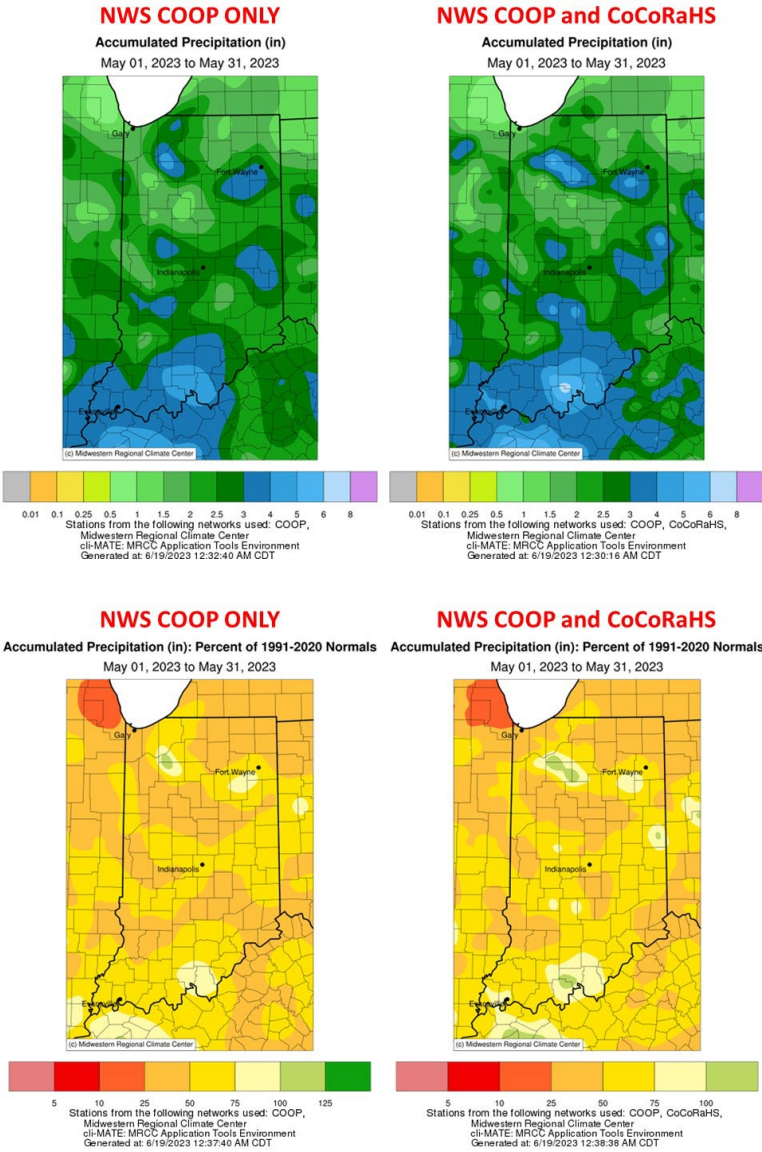 NWS COOP ONLY
Accumulated Precipitation (in)
May 01, 2023 to May 31, 2023
Gary
Fort Wayne
Indianapolis
Evansville
(c) Midwestern Regional Climate Center
0.01 0.1 0.25 0.5 1 1.5 2 2.5 3 4 5 6 8
Stations from the following networks used: COOP,
Midwestern Regional Climate Center
cli-MATE: MRCC Application Tools Environment
Generated at: 6/19/2023 12:32:40 AM CDT
NWS COOP and CoCoRaHS
Accumulated Precipitation (in)
May 01, 2023 to May 31, 2023
Gary
Fort Wayne
Indianapolis
Evansville
(c) Midwestern Regional Climate Center
0.01 0.1 0.25 0.5 1 1.5 2 2.5 3 4 5 6 8
Stations from the following networks used: COOP, CoCoRaHS,
Midwestern Regional Climate Center
cli-MATE: MRCC Application Tools Environment
Generated at: 6/19/2023 12:30:16 AM CDT
NWS COOP ONLY
Accumulated Precipitation (in): Percent of 1991-2020 Normals
May 01, 2023 to May 31, 2023
Gary
Fort Wayne
Indianapolis
Evansville
(c) Midwestern Regional Climate Center
5 10 25 50 75 100 125
Stations from the following networks used: COOP,
Midwestern Regional Climate Center
cli-MATE: MRCC Application Tools Environment
Generated at: 6/19/2023 12:37:40 AM CDT
NWS COOP and CoCoRaHS
Accumulated Precipitation (in): Percent of 1991-2020 Normals
May 01, 2023 to May 31, 2023
Gary
Fort Wayne
Indianapolis
Evansville
(c) Midwestern Regional Climate Center
5 10 25 50 75 100
Stations from the following networks used: COOP, CoCoRaHS,
Midwestern Regional Climate Center
cli-MATE: MRCC Application Tools Environment
Generated at: 6/19/2023 12:38:38 AM CDT